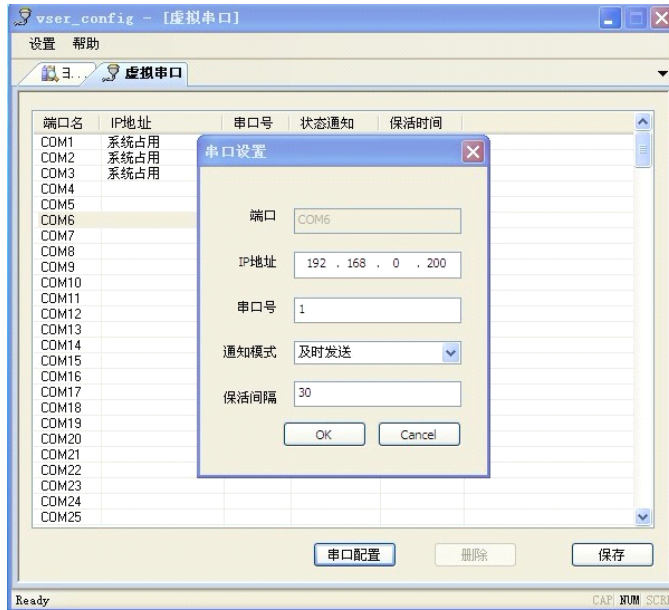 vser_config - [虚拟串口]
设置 帮助
虚拟串口
端口名 IP地址 串口号 状态通知 保活时间
COM1 系统占用
COM2 系统占用
COM3 系统占用
COM4
COM5
COM6
COM7
COM8
COM9
COM10
COM11
COM12
COM13
COM14
COM15
COM16
COM17
COM18
COM19
COM20
COM21
COM22
COM23
COM24
COM25
串口设置
端口 COM6
IP地址 192 . 168 . 0 . 200
串口号 1
通知模式 及时发送
保活间隔 30
OK Cancel
串口配置 删除 保存
Ready CAP NUM SCRL